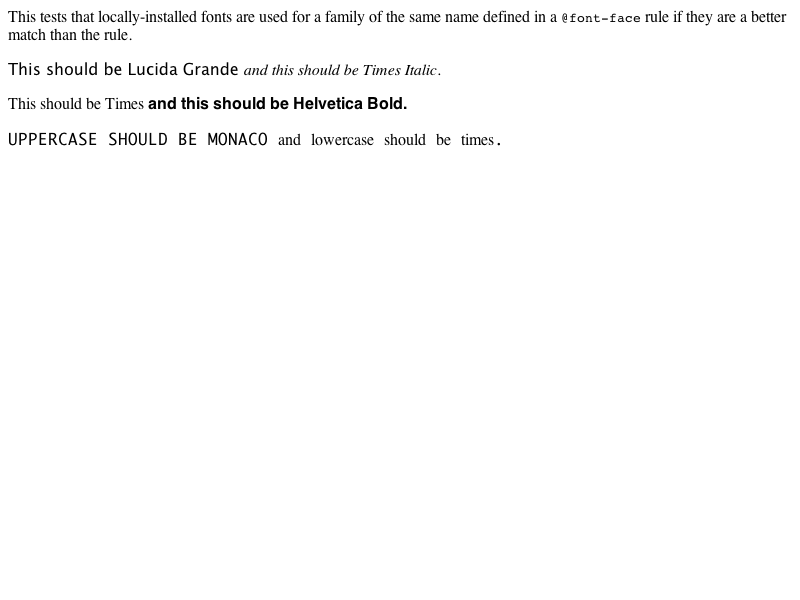 This tests that locally-installed fonts are used for a family of the same name defined in a @font-face rule if they are a better
match than the rule.
This should be Lucida Grande and this should be Times Italic.
This should be Times and this should be Helvetica Bold.
UPPERCASE SHOULD BE MONACO and lowercase should be times.